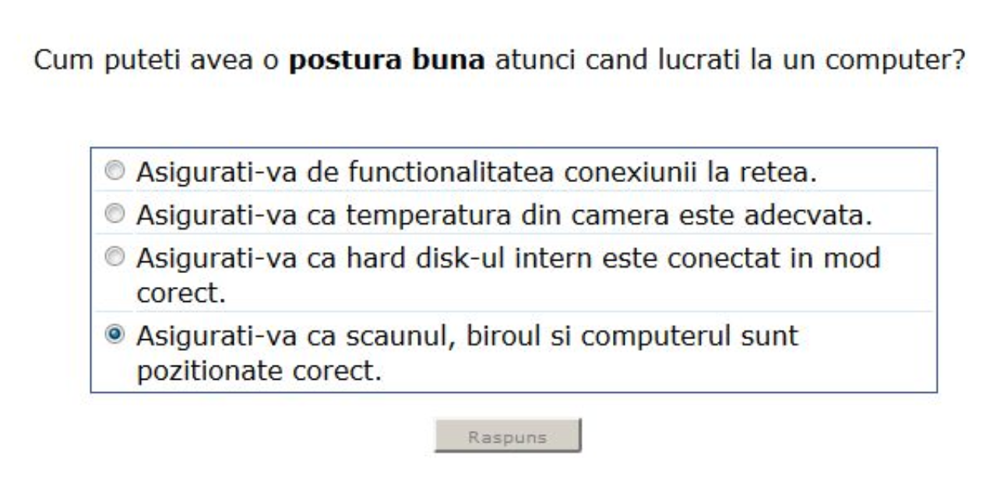 Cum puteti avea o postura buna atunci cand lucrati la un computer?
Asigurati-va de functionalitatea conexiunii la retea.
Asigurati-va ca temperatura din camera este adecvata.
Asigurati-va ca hard disk-ul intern este conectat in mod
corect.
Asigurati-va ca scaunul, biroul si computerul sunt
pozitionate corect.
Raspuns